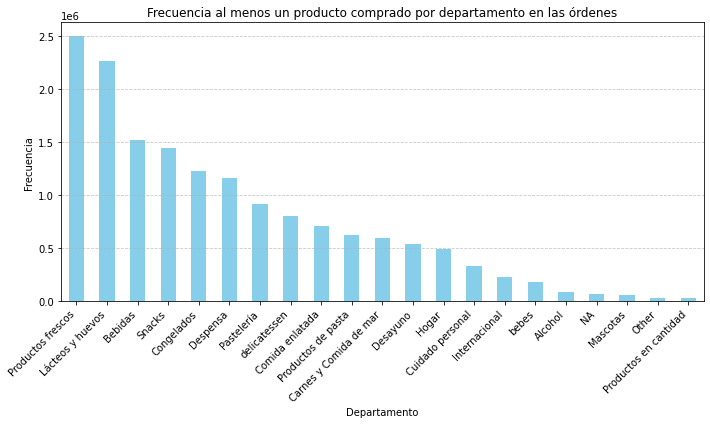 Frecuencia al menos un producto comprado por departamento en las órdenes
1e6
2.5
2.0
1.5
1.0
0.5
0.0
Frecuencia
Productos frescos
Lácteos y huevos
Bebidas
Snacks
Congelados
Despensa
Pastelería
delicatessen
Comida enlatada
Productos de pasta
Carnes y Comida de mar
Desayuno
Hogar
Cuidado personal
Internacional
bebes
Alcohol
NA
Mascotas
Other
Productos en cantidad
Departamento